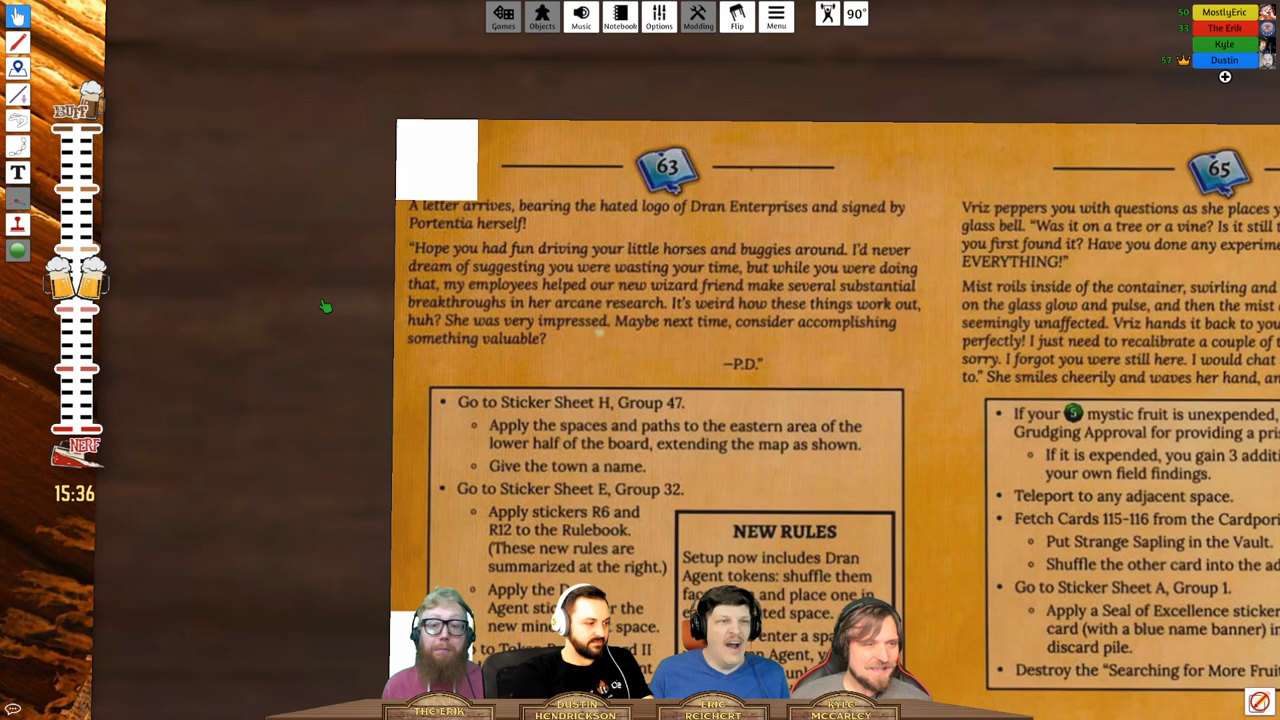 Games
Objects
Music
Notebook
Options
Modding
Flip
Menu
90°
50 MostlyEric
33 The Erik
Kyle
57 Dustin
BUFF
T
NERF
15:36
63
A letter arrives, bearing the hated logo of Dran Enterprises and signed by
Portentia herself!
“Hope you had fun driving your little horses and buggies around. I’d never
dream of suggesting you were wasting your time, but while you were doing
that, my employees helped our new wizard friend make several substantial
breakthroughs in her arcane research. It’s weird how these things work out,
huh? She was very impressed. Maybe next time, consider accomplishing
something valuable?
—P.D.”
• Go to Sticker Sheet H, Group 47.
Apply the spaces and paths to the eastern area of the
lower half of the board, extending the map as shown.
Give the town a name.
• Go to Sticker Sheet E, Group 32.
Apply stickers R6 and
R12 to the Rulebook.
(These new rules are
summarized at the right.)
Apply the
Agent the
new space.
NEW RULES
Setup now includes Dran
Agent tokens: shuffle them
and place one in
space.
enter a
Agent,
65
Vriz peppers you with questions as she places
glass bell. “Was it on a tree or a vine? Is it still
you first found it? Have you done any
EVERYTHING!”
Mist roils inside of the container, swirling and
on the glass glow and pulse, and then the mist
seemingly unaffected. Vriz hands it back to
perfectly! I just need to recalibrate a couple of
sorry. I forgot you were still here. I would chat
to.” She smiles cheerily and waves her hand,
• If your 5 mystic fruit is unexpended,
Grudging Approval for providing a
If it is expended, you gain 3
your own field findings.
• Teleport to any adjacent space.
• Fetch Cards 115-116 from the
Put Strange Sapling in the Vault.
Shuffle the other card into the
• Go to Sticker Sheet A, Group 1.
Apply a Seal of Excellence
card (with a blue name banner)
discard pile.
• Destroy the “Searching for More
THE ERIK
DUSTIN
HENDRICKSON
ERIC
REICHERT
KYLE
MCCARLEY